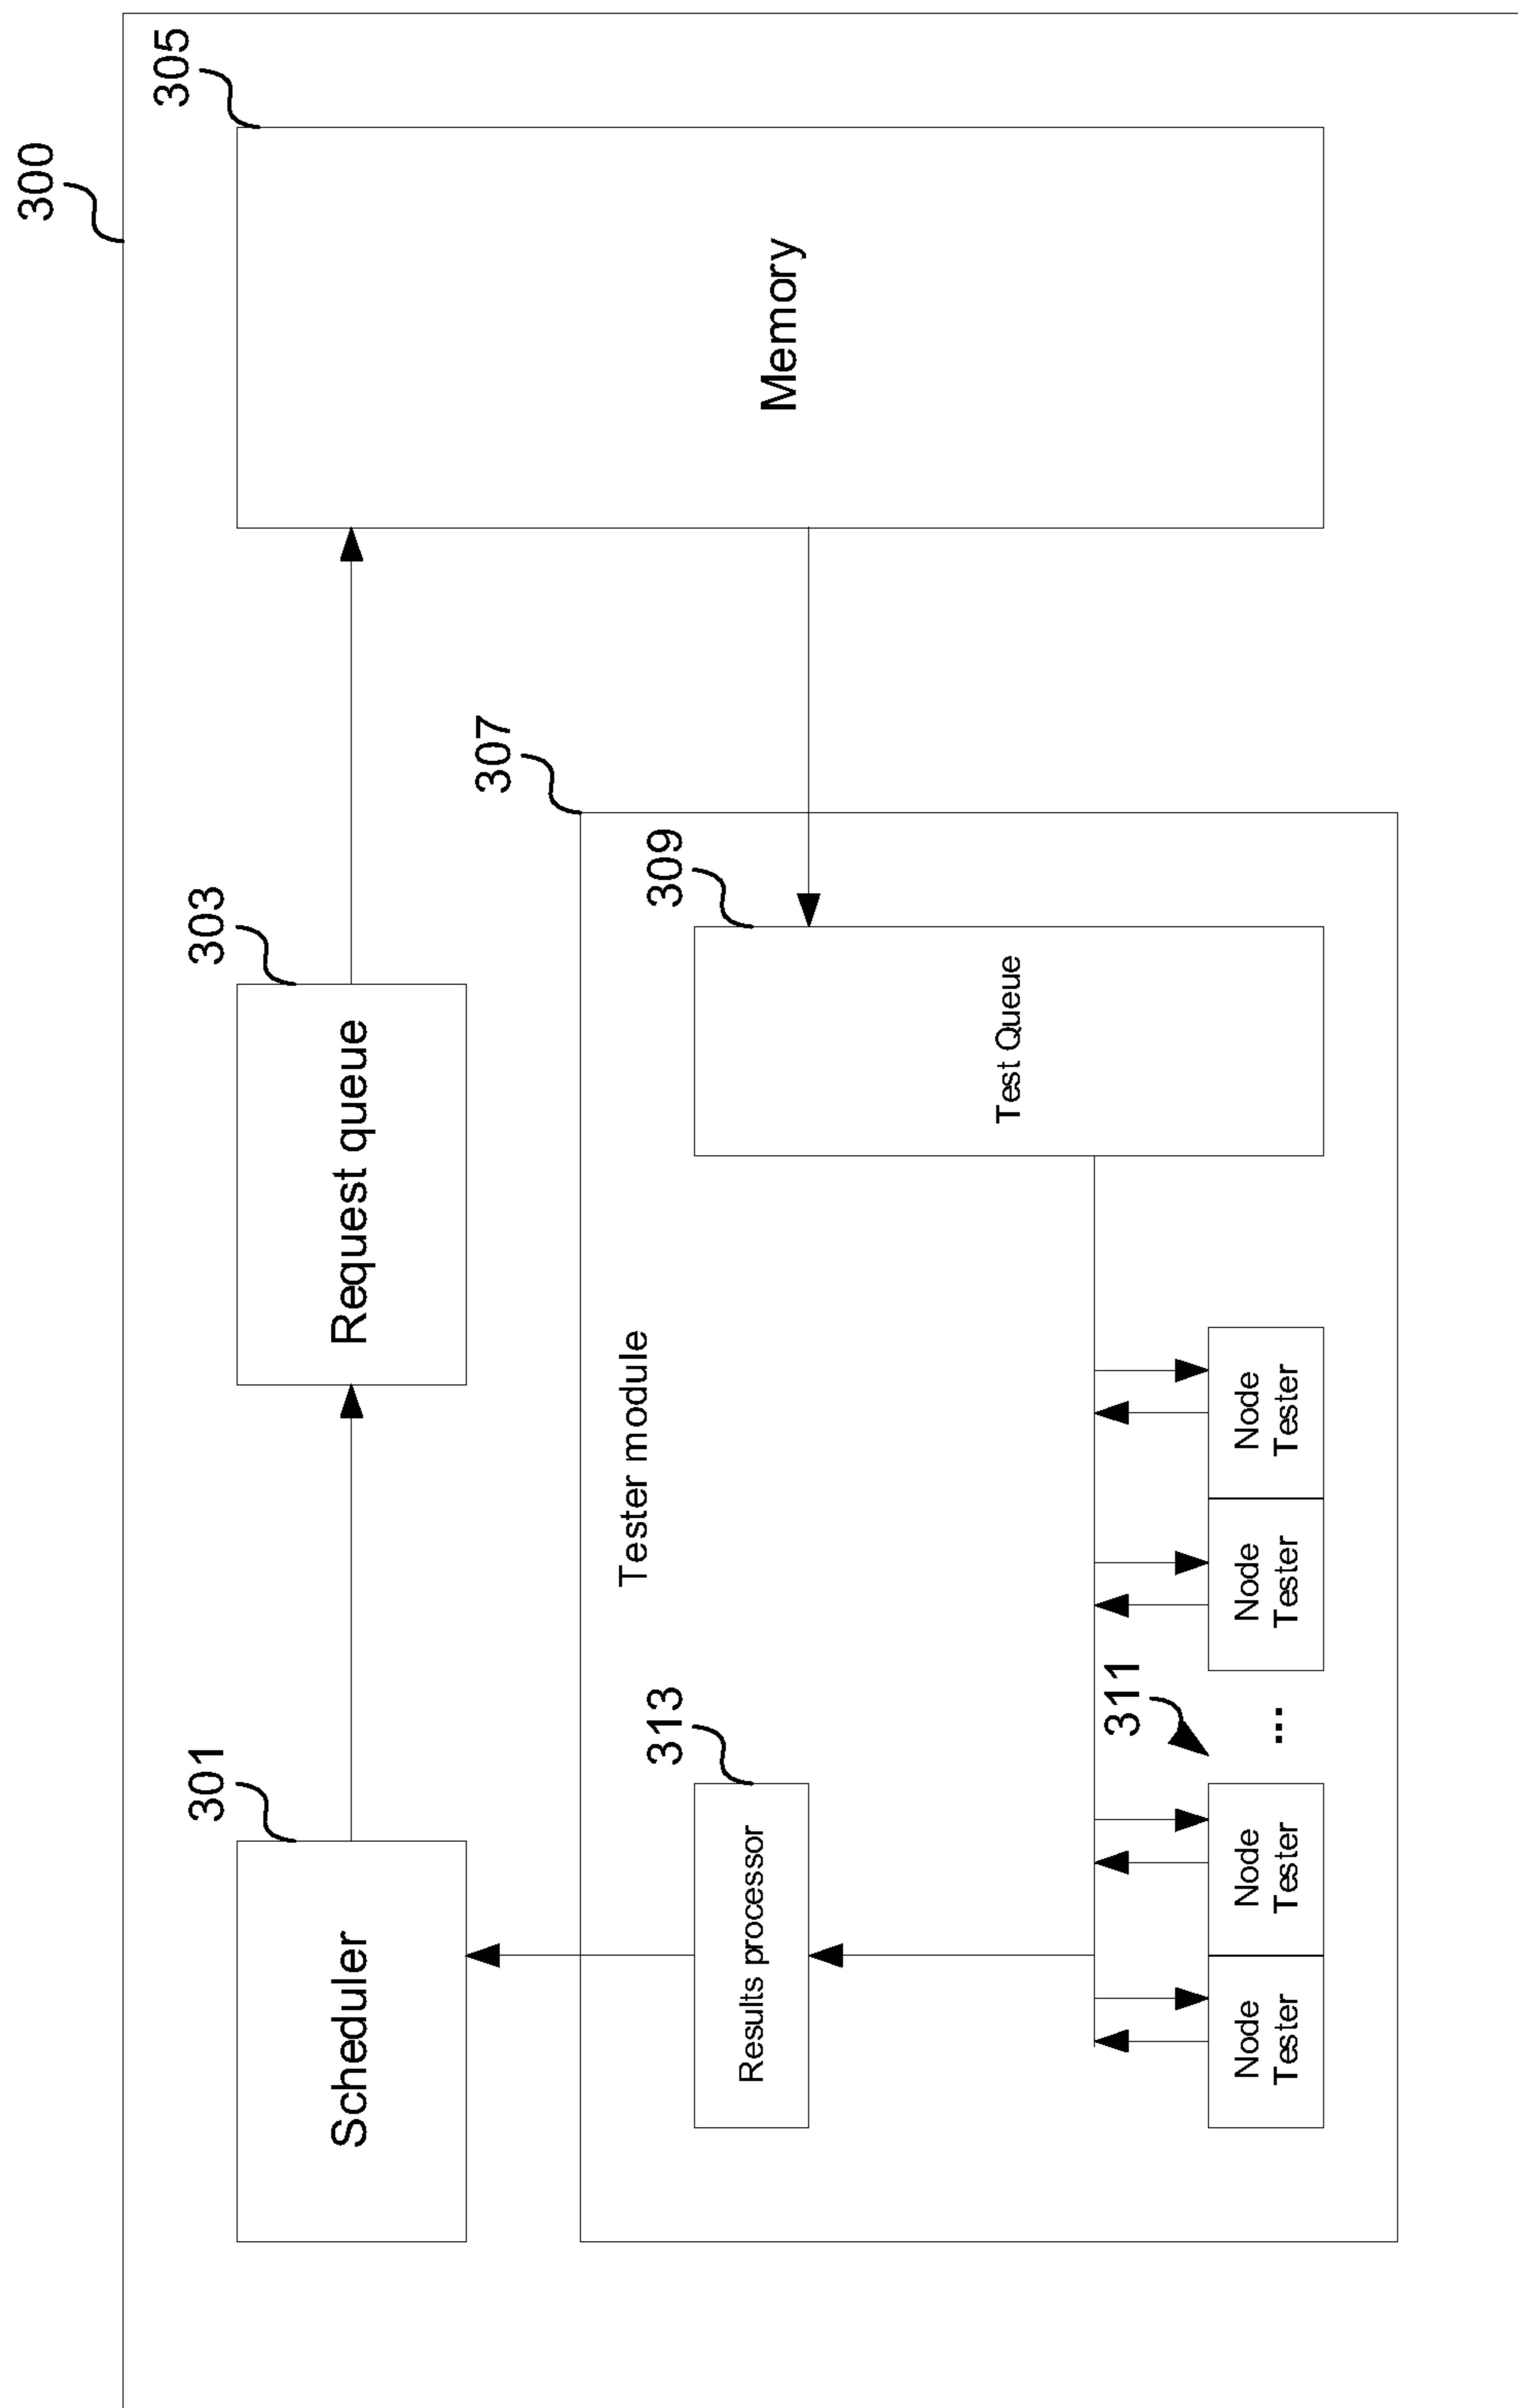 300
305
301
303
Scheduler
Request queue
307
Tester module
313
309
Results processor
Memory
Test Queue
311
Node
Tester
Node
Tester
...
Node
Tester
Node
Tester